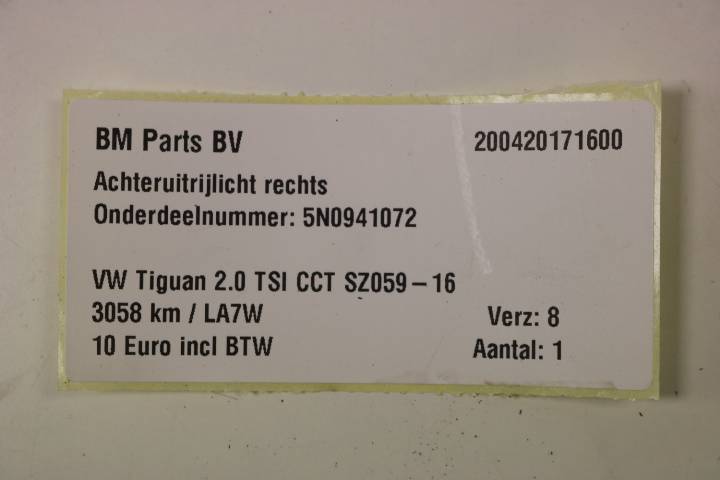 BM Parts BV 200420171600
Achteruitrijlicht rechts
Onderdeelnummer: 5N0941072
VW Tiguan 2.0 TSI CCT SZ059-16
3058 km / LA7W Verz: 8
10 Euro incl BTW Aantal: 1